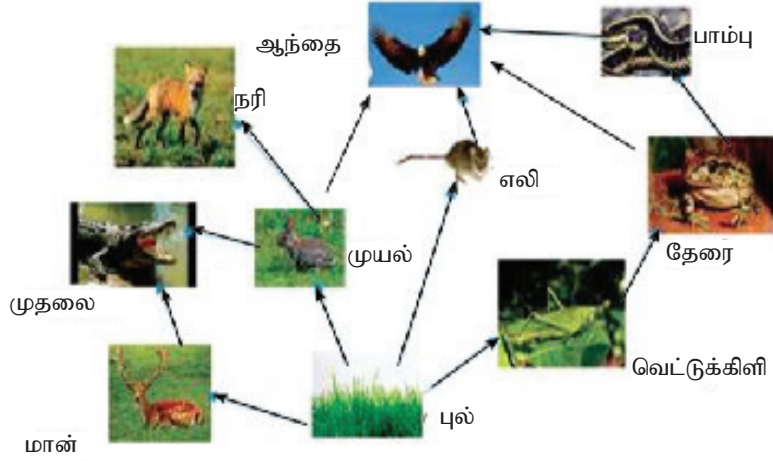 ஆந்தை
பாம்பு
நரி
எலி
முயல்
தேரை
முதலை
வெட்டுக்கிளி
புல்
மான்